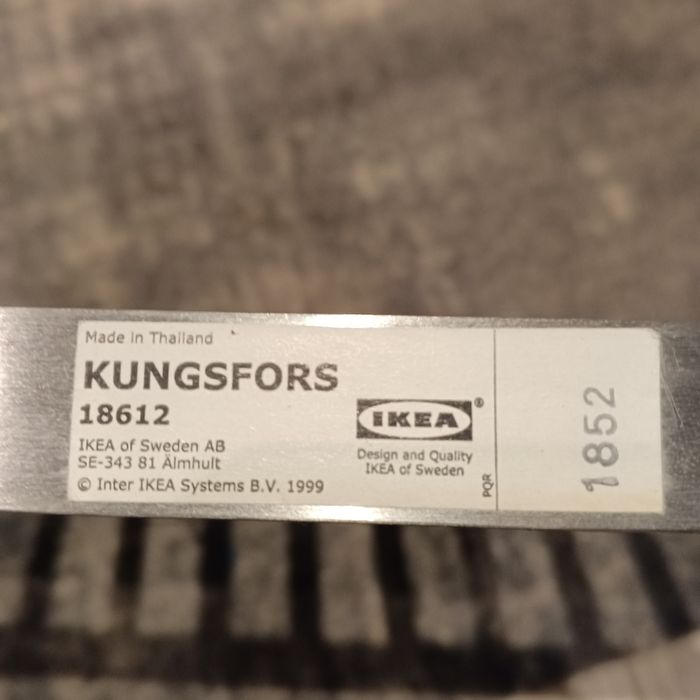 Made in Thailand
KUNGSFORS
18612
IKEA of Sweden AB
SE-343 81 Älmhult
© Inter IKEA Systems B.V. 1999
IKEA®
Design and Quality
IKEA of Sweden
PQR
1852